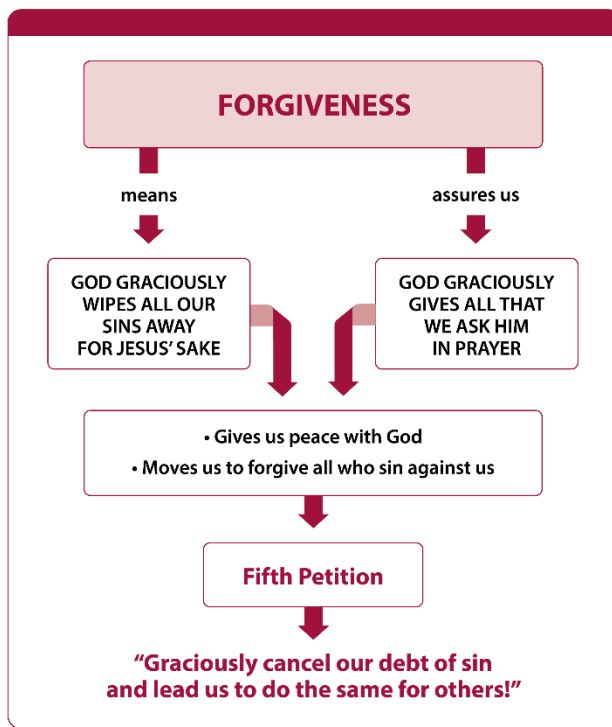 FORGIVENESS
means
assures us
GOD GRACIOUSLY
WIPES ALL OUR
SINS AWAY
FOR JESUS’ SAKE
GOD GRACIOUSLY
GIVES ALL THAT
WE ASK HIM
IN PRAYER
• Gives us peace with God
• Moves us to forgive all who sin against us
Fifth Petition
“Graciously cancel our debt of sin
and lead us to do the same for others!”